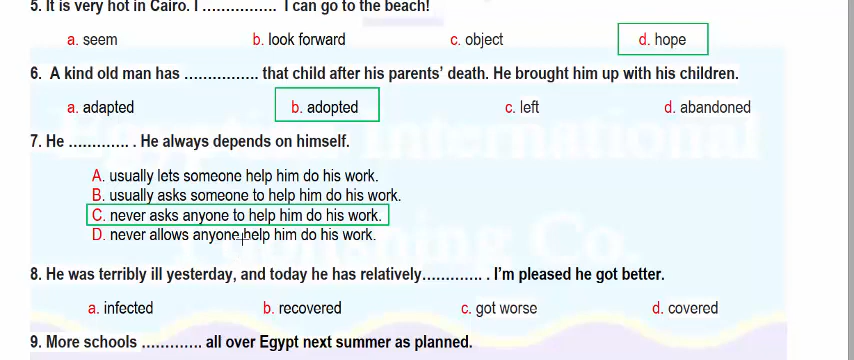 5. It is very hot in Cairo. I ................ I can go to the beach!
a. seem b. look forward c. object d. hope
6. A kind old man has ................ that child after his parents' death. He brought him up with his children.
a. adapted b. adopted c. left d. abandoned
7. He ............. . He always depends on himself.
A. usually lets someone help him do his work.
B. usually asks someone to help him do his work.
C. never asks anyone to help him do his work.
D. never allows anyone help him do his work.
8. He was terribly ill yesterday, and today he has relatively............. . I'm pleased he got better.
a. infected b. recovered c. got worse d. covered
9. More schools ............. all over Egypt next summer as planned.
Egyptian International
Publishing Co.